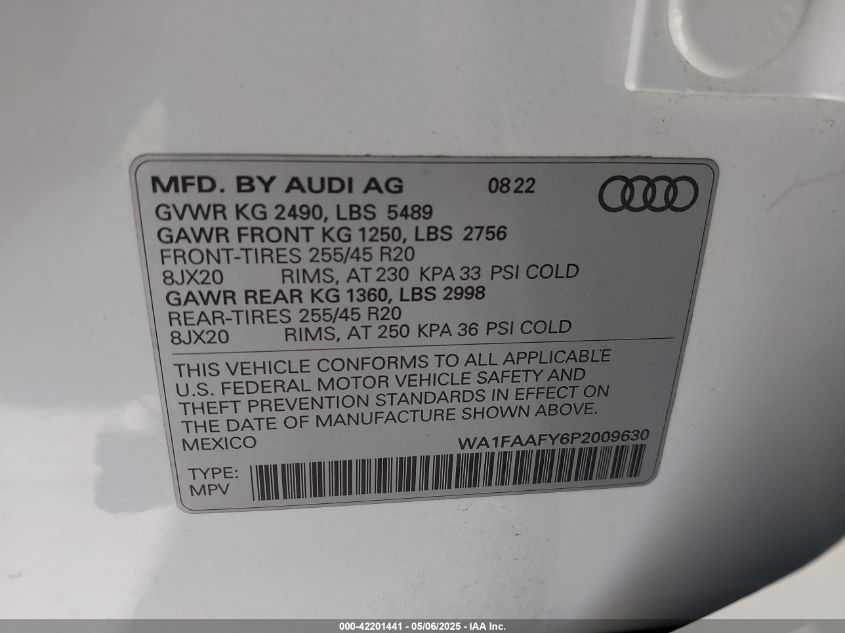 MFD. BY AUDI AG 0822
GVWR KG 2490, LBS 5489
GAWR FRONT KG 1250, LBS 2756
FRONT-TIRES 255/45 R20
8JX20 RIMS, AT 230 KPA 33 PSI COLD
GAWR REAR KG 1360, LBS 2998
REAR-TIRES 255/45 R20
8JX20 RIMS, AT 250 KPA 36 PSI COLD
THIS VEHICLE CONFORMS TO ALL APPLICABLE
U.S. FEDERAL MOTOR VEHICLE SAFETY AND
THEFT PREVENTION STANDARDS IN EFFECT ON
THE DATE OF MANUFACTURE SHOWN ABOVE.
MEXICO WA1FAAFY6P2009630
TYPE:
MPV
000-42201441 - 05/06/2025 - IAA Inc.